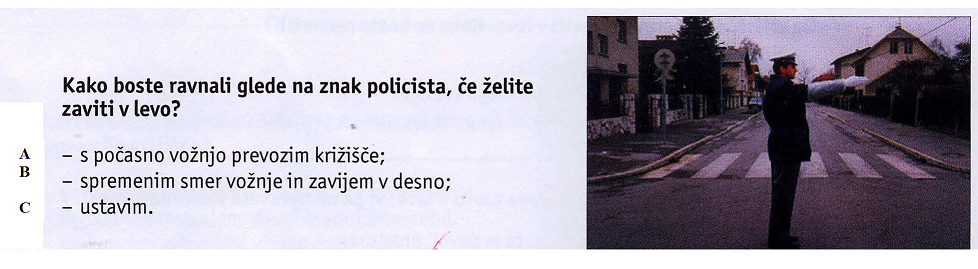 Kako boste ravnali glede na znak policista, če želite
zaviti v levo?
A – s počasno vožnjo prevozim križišče;
B – spremenim smer vožnje in zavijem v desno;
C – ustavim.